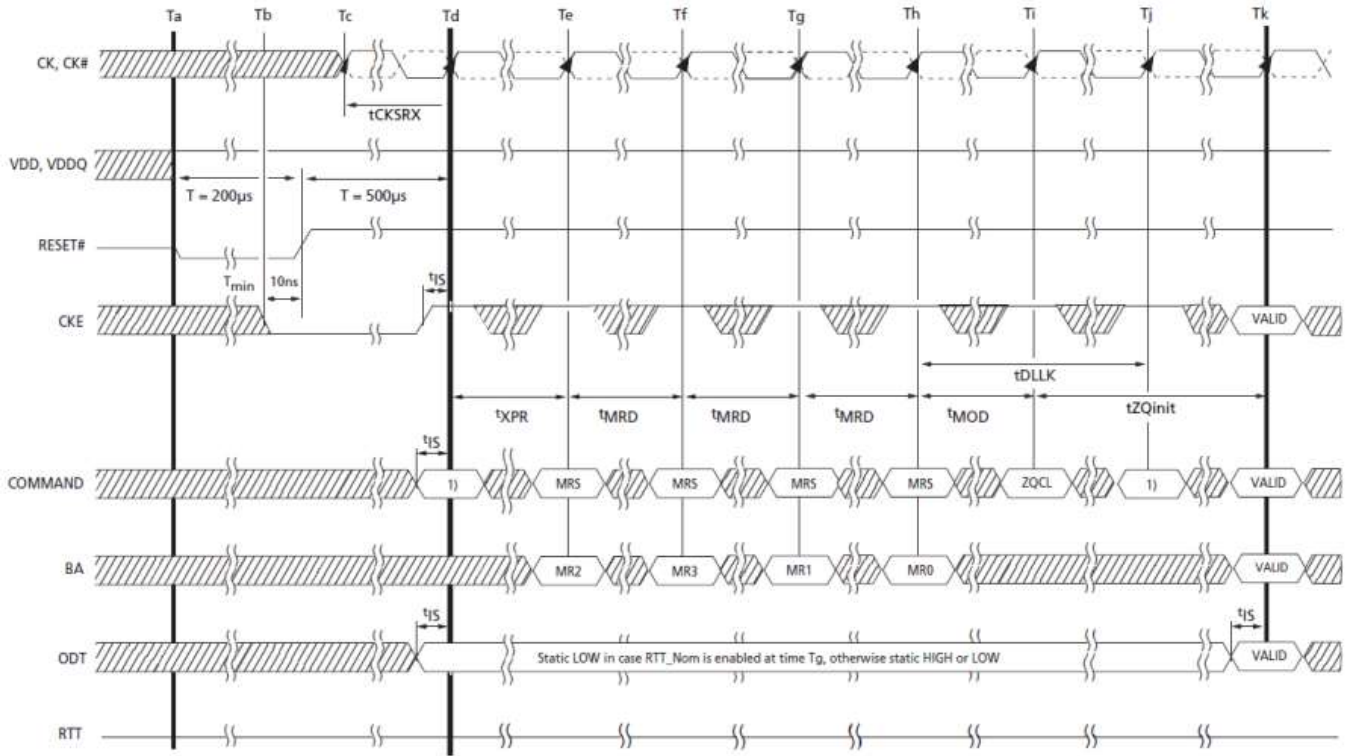 Ta Tb Tc Td Te Tf Tg Th Ti Tj Tk
CK, CK#
tCKSRX
VDD, VDDQ
T = 200µs T = 500µs
RESET#
Tmin 10ns tIS
CKE VALID
tDLLK
tXPR tMRD tMRD tMRD tMOD tZQinit
tIS
COMMAND 1) MRS MRS MRS MRS ZQCL 1) VALID
BA MR2 MR3 MR1 MR0 VALID
tIS tIS
ODT Static LOW in case RTT_Nom is enabled at time Tg, otherwise static HIGH or LOW VALID
RTT